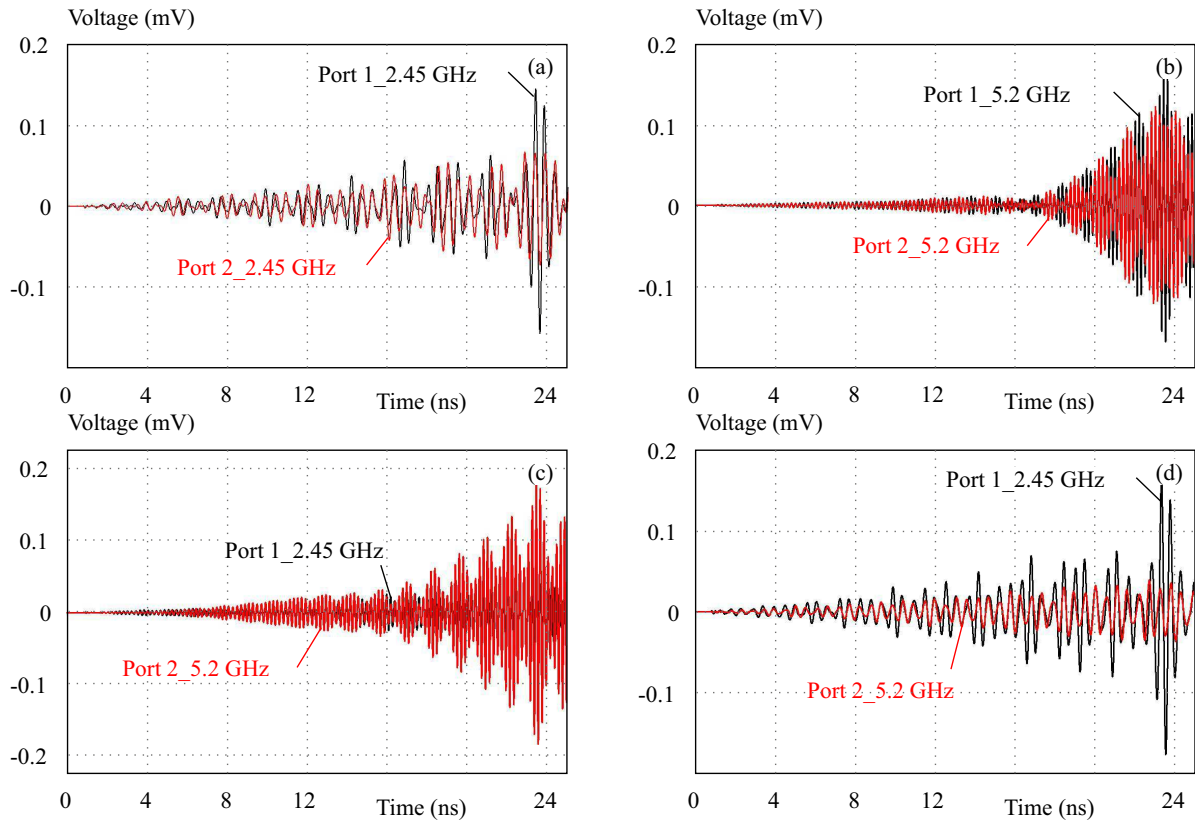 Voltage (mV)
0.2
(a)
Port 1_2.45 GHz
0.1
0
Port 2_2.45 GHz
-0.1
0 4 8 12 Time (ns) 24
Voltage (mV)
0.2
(b)
Port 1_5.2 GHz
0.1
0
Port 2_5.2 GHz
-0.1
0 4 8 12 Time (ns) 24
Voltage (mV)
0.2
(c)
0.1
Port 1_2.45 GHz
0
Port 2_5.2 GHz
-0.1
-0.2
0 4 8 12 Time (ns) 24
Voltage (mV)
0.2
(d)
Port 1_2.45 GHz
0.1
0
Port 2_5.2 GHz
-0.1
0 4 8 12 Time (ns) 24